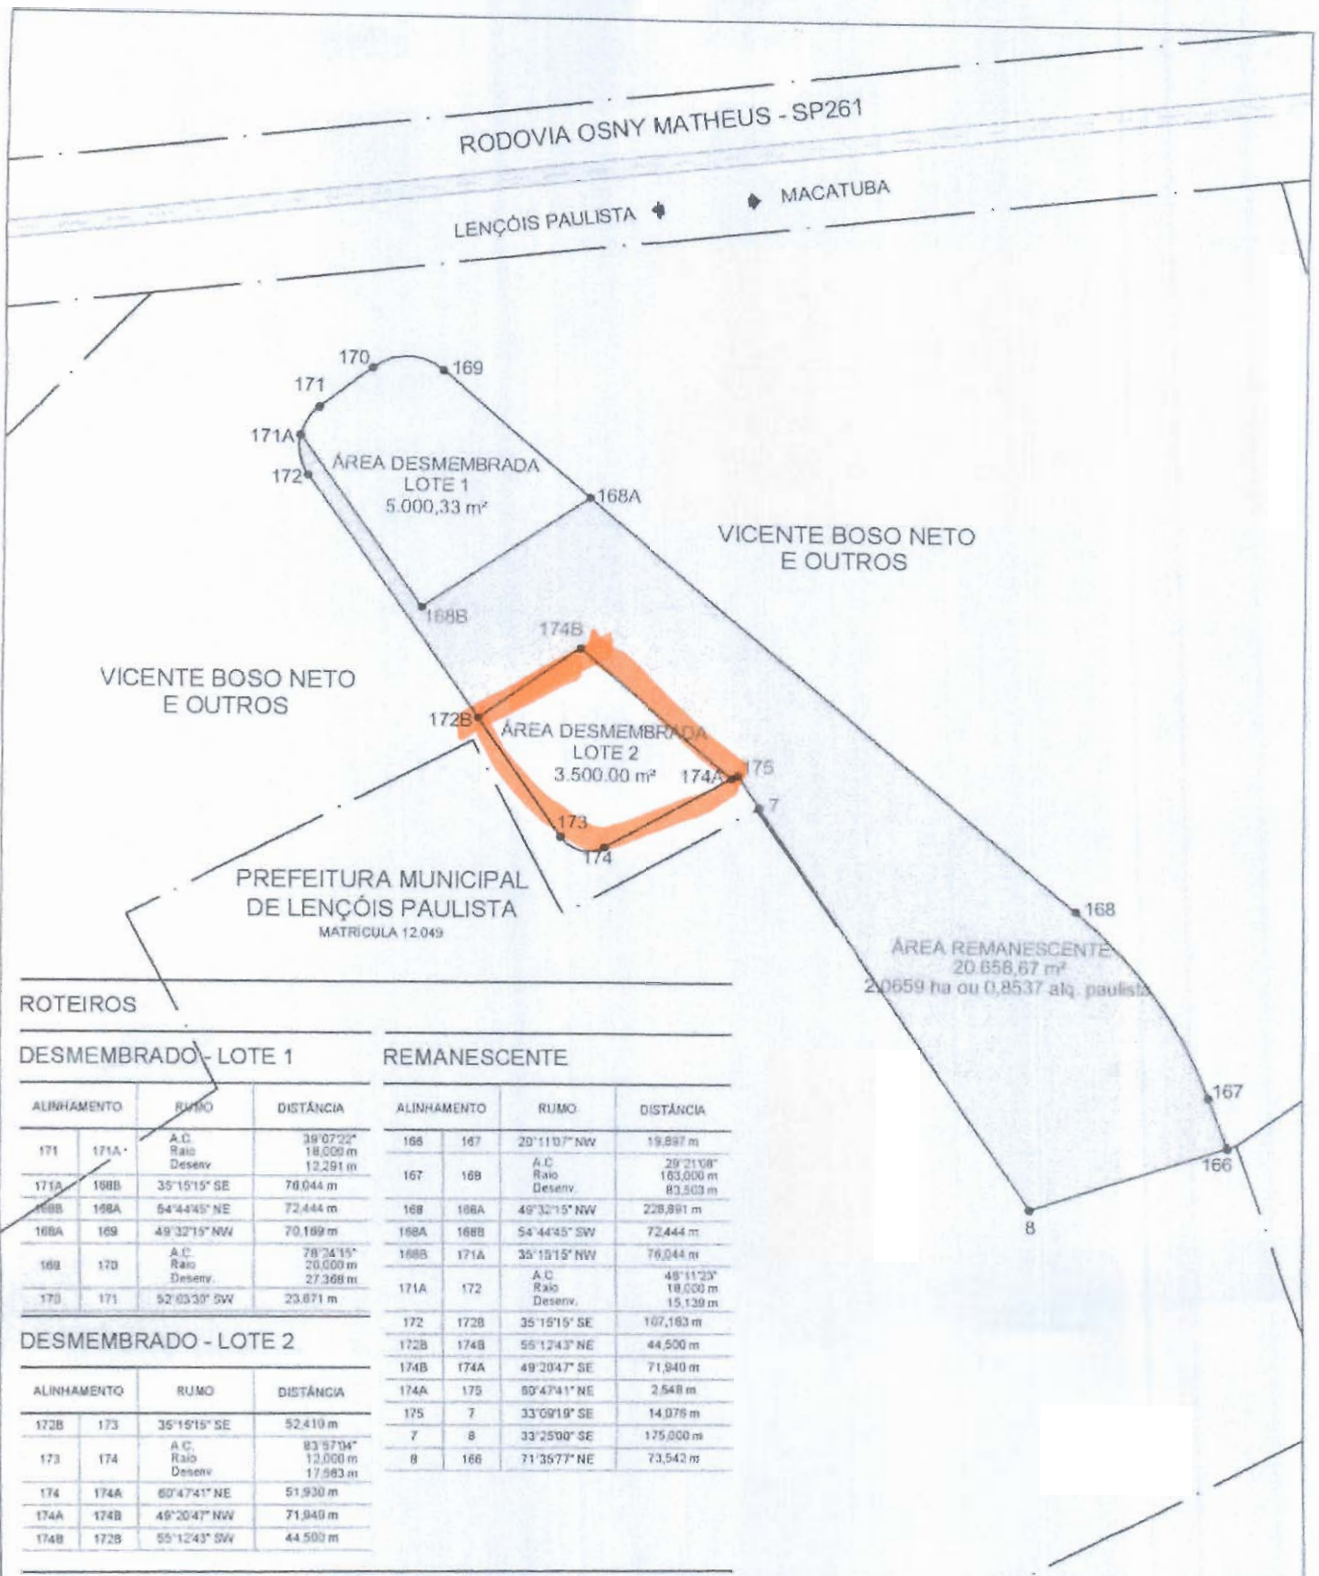 RODOVIA OSNY MATHEUS - SP261
LENÇÓIS PAULISTA
MACATUBA
170
169
171
171A
172
ÁREA DESMEMBRADA
LOTE 1
5.000,33 m²
168A
VICENTE BOSO NETO
E OUTROS
168B
174B
VICENTE BOSO NETO
E OUTROS
172B
ÁREA DESMEMBRADA
LOTE 2
3.500.00 m²
174A
175
7
173
174
PREFEITURA MUNICIPAL
DE LENÇÓIS PAULISTA
MATRÍCULA 12.049
168
ÁREA REMANESCENTE
20.658,67 m²
2,0659 ha ou 0,8537 alq. paulista
167
166
8
ROTEIROS
DESMEMBRADO - LOTE 1
ALINHAMENTO RUMO DISTÂNCIA
171 171A A.C. 39°07'22"
Raio 18,000 m
Desenv 12,291 m
171A 168B 35°15'15" SE 76,044 m
168B 168A 54°44'45" NE 72,444 m
168A 169 49°32'15" NW 70,169 m
169 170 A.C. 78°24'15"
Raio 20,000 m
Desenv. 27,368 m
170 171 52°03'30" SW 23,671 m
DESMEMBRADO - LOTE 2
ALINHAMENTO RUMO DISTÂNCIA
172B 173 35°15'15" SE 52,410 m
173 174 A.C. 83°57'04"
Raio 12,000 m
Desenv 17,583 m
174 174A 60°47'41" NE 51,930 m
174A 174B 49°20'47" NW 71,940 m
174B 172B 55°12'43" SW 44,500 m
REMANESCENTE
ALINHAMENTO RUMO DISTÂNCIA
166 167 20°11'07" NW 19,897 m
167 168 A.C. 29°21'08"
Raio 163,000 m
Desenv. 83,503 m
168 168A 49°32'15" NW 228,891 m
168A 168B 54°44'45" SW 72,444 m
168B 171A 35°15'15" NW 76,044 m
171A 172 A.C. 48°11'23"
Raio 18,000 m
Desenv. 15,139 m
172 172B 35°15'15" SE 107,163 m
172B 174B 55°12'43" NE 44,500 m
174B 174A 49°20'47" SE 71,940 m
174A 175 60°47'41" NE 2,548 m
175 7 33°09'19" SE 14,076 m
7 8 33°25'00" SE 175,000 m
8 166 71°35'77" NE 73,542 m